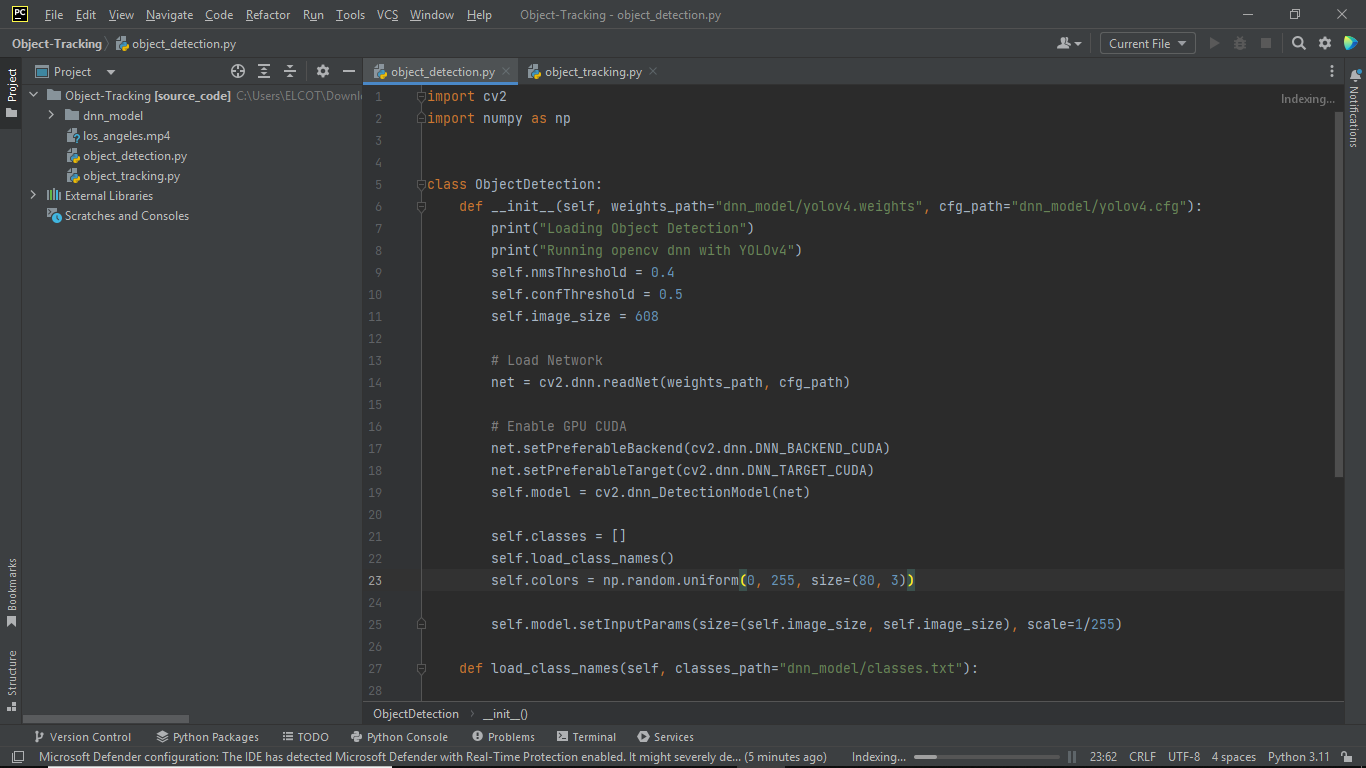 PC File Edit View Navigate Code Refactor Run Tools VCS Window Help Object-Tracking - object_detection.py
Object-Tracking object_detection.py Current File
Project Project object_detection.py object_tracking.py
Object-Tracking [source_code] C:\Users\ELCOT\Downl
dnn_model
los_angeles.mp4
object_detection.py
object_tracking.py
External Libraries
Scratches and Consoles
Indexing...
Notifications
1 import cv2
2 import numpy as np
3
4
5 class ObjectDetection:
6     def __init__(self, weights_path="dnn_model/yolov4.weights", cfg_path="dnn_model/yolov4.cfg"):
7         print("Loading Object Detection")
8         print("Running opencv dnn with YOLOv4")
9         self.nmsThreshold = 0.4
10         self.confThreshold = 0.5
11         self.image_size = 608
12
13         # Load Network
14         net = cv2.dnn.readNet(weights_path, cfg_path)
15
16         # Enable GPU CUDA
17         net.setPreferableBackend(cv2.dnn.DNN_BACKEND_CUDA)
18         net.setPreferableTarget(cv2.dnn.DNN_TARGET_CUDA)
19         self.model = cv2.dnn_DetectionModel(net)
20
21         self.classes = []
22         self.load_class_names()
23         self.colors = np.random.uniform(0, 255, size=(80, 3))
24
25         self.model.setInputParams(size=(self.image_size, self.image_size), scale=1/255)
26
27     def load_class_names(self, classes_path="dnn_model/classes.txt"):
28
Bookmarks
Structure
ObjectDetection __init__()
Version Control Python Packages TODO Python Console Problems Terminal Services
Microsoft Defender configuration: The IDE has detected Microsoft Defender with Real-Time Protection enabled. It might severely de... (5 minutes ago) Indexing... 23:62 CRLF UTF-8 4 spaces Python 3.11